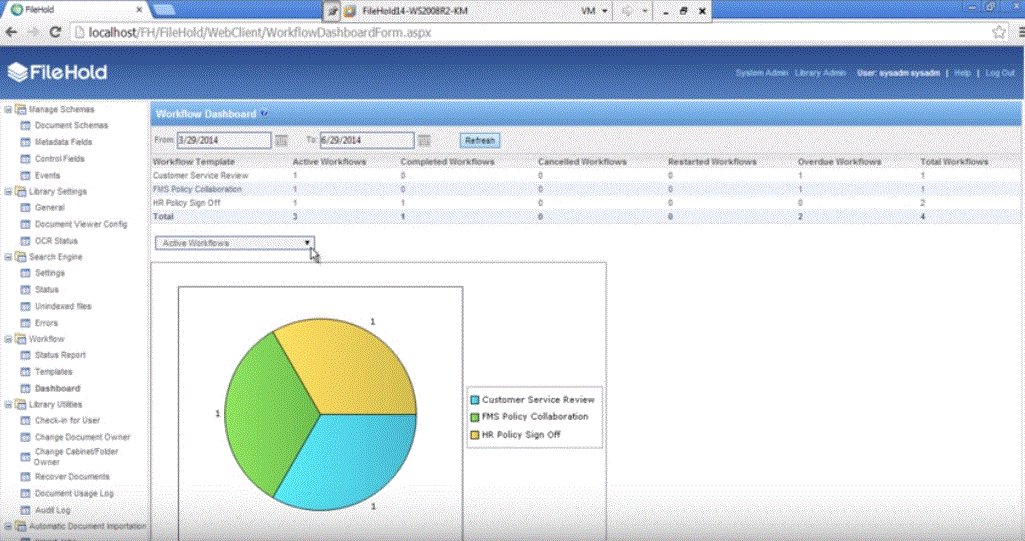 FileHold
FileHold14-WS2008R2-KM
VM
localhost/FH/FileHold/WebClient/WorkflowDashboardForm.aspx
FileHold
System Admin Library Admin User: sysadm sysadm | Help | Log Out
Manage Schemas
Document Schemas
Metadata Fields
Control Fields
Events
Library Settings
General
Document Viewer Config
OCR Status
Search Engine
Settings
Status
Unindexed files
Errors
Workflow
Status Report
Templates
Dashboard
Library Utilities
Check-in for User
Change Document Owner
Change Cabinet/Folder
Owner
Recover Documents
Document Usage Log
Audit Log
Automatic Document Importation
Workflow Dashboard
From 3/29/2014 To: 6/29/2014 Refresh
Workflow Template Active Workflows Completed Workflows Cancelled Workflows Restarted Workflows Overdue Workflows Total Workflows
Customer Service Review 1 0 0 0 1 1
FMS Policy Collaboration 1 0 0 0 1 1
HR Policy Sign Off 1 1 0 0 0 2
Total 3 1 0 0 2 4
Active Workflows
1
1
1
Customer Service Review
FMS Policy Collaboration
HR Policy Sign Off